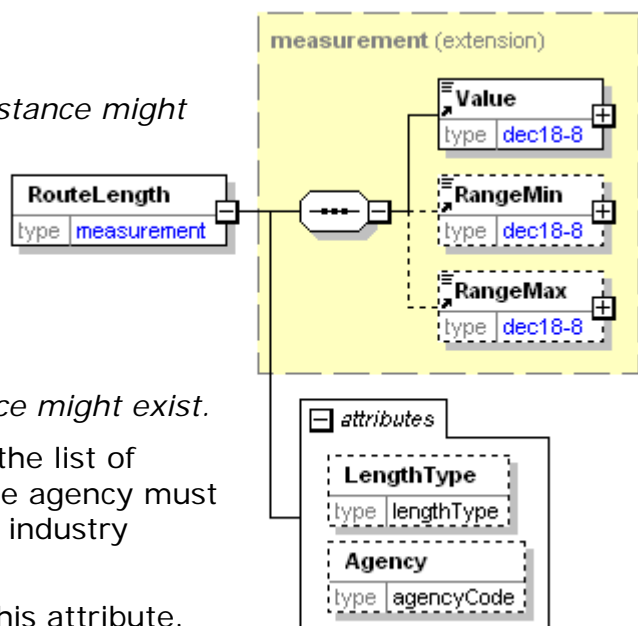 measurement (extension)
stance might
Value
type dec18-8
RouteLength
type measurement
RangeMin
type dec18-8
RangeMax
type dec18-8
ce might exist.
attributes
the list of
e agency must
industry
LengthType
type lengthType
Agency
type agencyCode
his attribute.